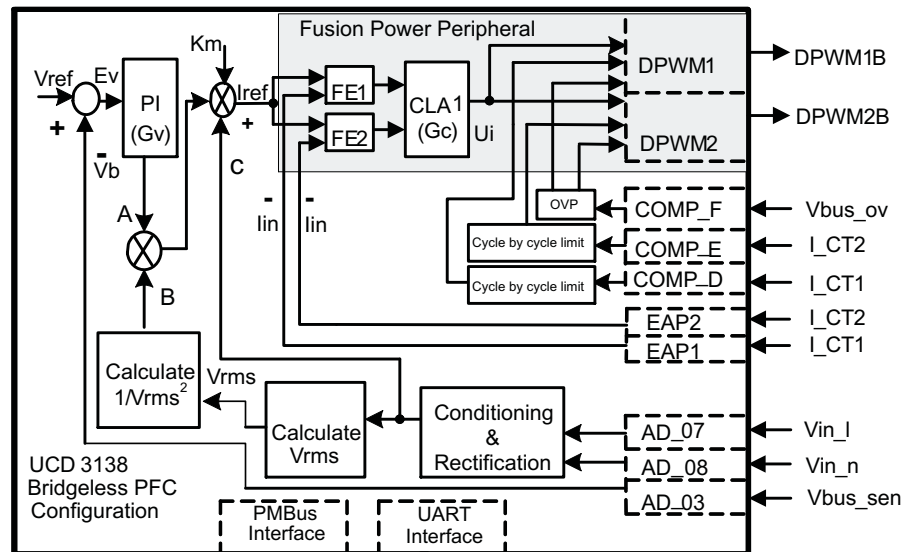 Fusion Power Peripheral
Km
Vref
Ev
+
-
Vb
PI
(Gv)
Iref
+
FE1
FE2
CLA1
(Gc)
Ui
DPWM1
DPWM2
DPWM1B
DPWM2B
C
A
B
-
Iin
-
Iin
OVP
COMP_F
Vbus_ov
Cycle by cycle limit
COMP_E
I_CT2
Cycle by cycle limit
COMP_D
I_CT1
EAP2
I_CT2
EAP1
I_CT1
Calculate
1/Vrms²
Vrms
Calculate
Vrms
Conditioning
&
Rectification
AD_07
Vin_l
AD_08
Vin_n
AD_03
Vbus_sen
UCD 3138
Bridgeless PFC
Configuration
PMBus
Interface
UART
Interface